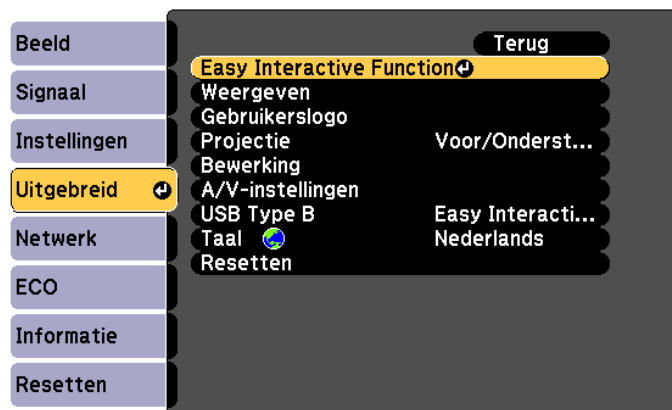 Beeld
Signaal
Instellingen
Uitgebreid
Netwerk
ECO
Informatie
Resetten
Terug
Easy Interactive Function
Weergeven
Gebruikerslogo
Projectie Voor/Onderst...
Bewerking
A/V-instellingen
USB Type B Easy Interacti...
Taal Nederlands
Resetten